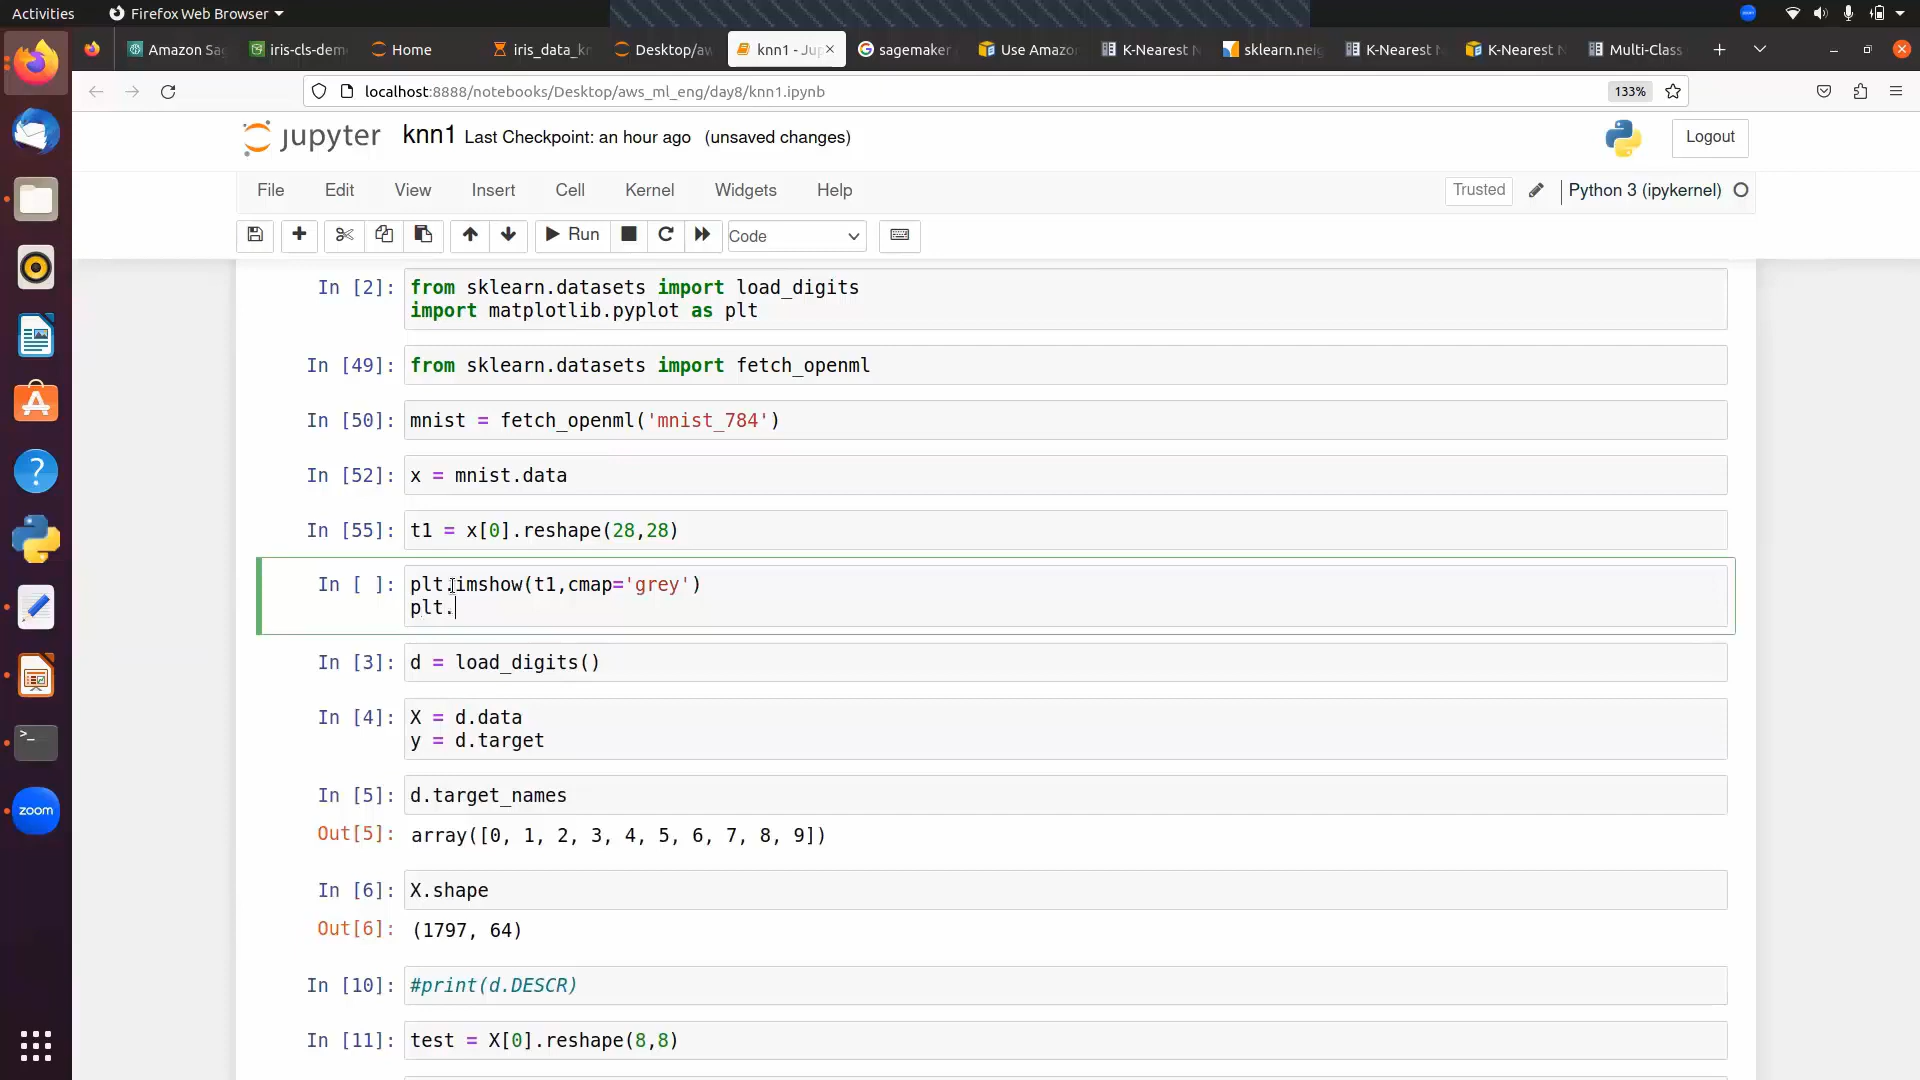 Activities
Firefox Web Browser
Amazon Sag
iris-cls-dem
Home
iris_data_kn
Desktop/aw
knn1 - Jup
sagemaker
Use Amazo
K-Nearest N
sklearn.neig
K-Nearest N
K-Nearest N
Multi-Class
localhost:8888/notebooks/Desktop/aws_ml_eng/day8/knn1.ipynb
133%
jupyter
knn1 Last Checkpoint: an hour ago (unsaved changes)
Logout
File
Edit
View
Insert
Cell
Kernel
Widgets
Help
Trusted
Python 3 (ipykernel)
Run
Code
In [2]:
from sklearn.datasets import load_digits
import matplotlib.pyplot as plt
In [49]:
from sklearn.datasets import fetch_openml
In [50]:
mnist = fetch_openml('mnist_784')
In [52]:
x = mnist.data
In [55]:
t1 = x[0].reshape(28,28)
In [ ]:
plt.imshow(t1,cmap='grey')
plt.
In [3]:
d = load_digits()
In [4]:
X = d.data
y = d.target
In [5]:
d.target_names
Out[5]:
array([0, 1, 2, 3, 4, 5, 6, 7, 8, 9])
In [6]:
X.shape
Out[6]:
(1797, 64)
In [10]:
#print(d.DESCR)
In [11]:
test = X[0].reshape(8,8)
zoom